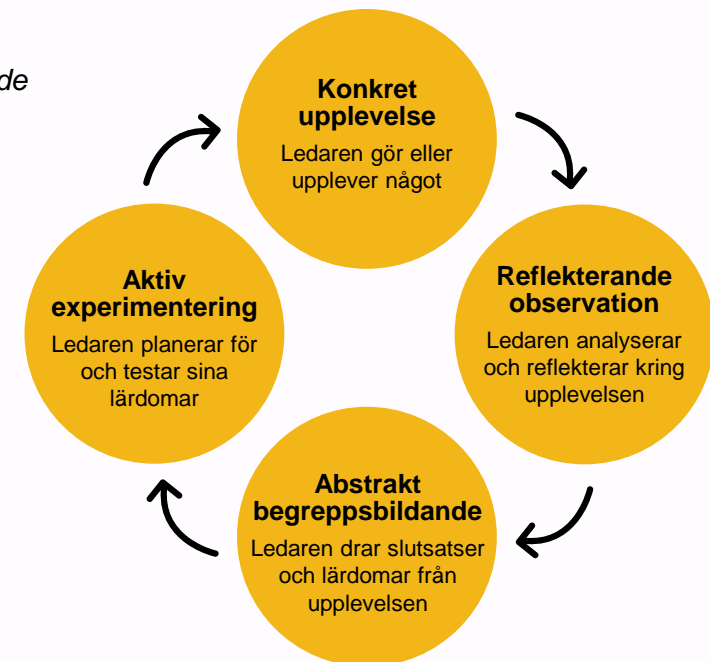 de
Konkret
upplevelse
Ledaren gör eller
upplever något
Reflekterande
observation
Ledaren analyserar
och reflekterar kring
upplevelsen
Abstrakt
begreppsbildande
Ledaren drar slutsatser
och lärdomar från
upplevelsen
Aktiv
experimentering
Ledaren planerar för
och testar sina
lärdomar